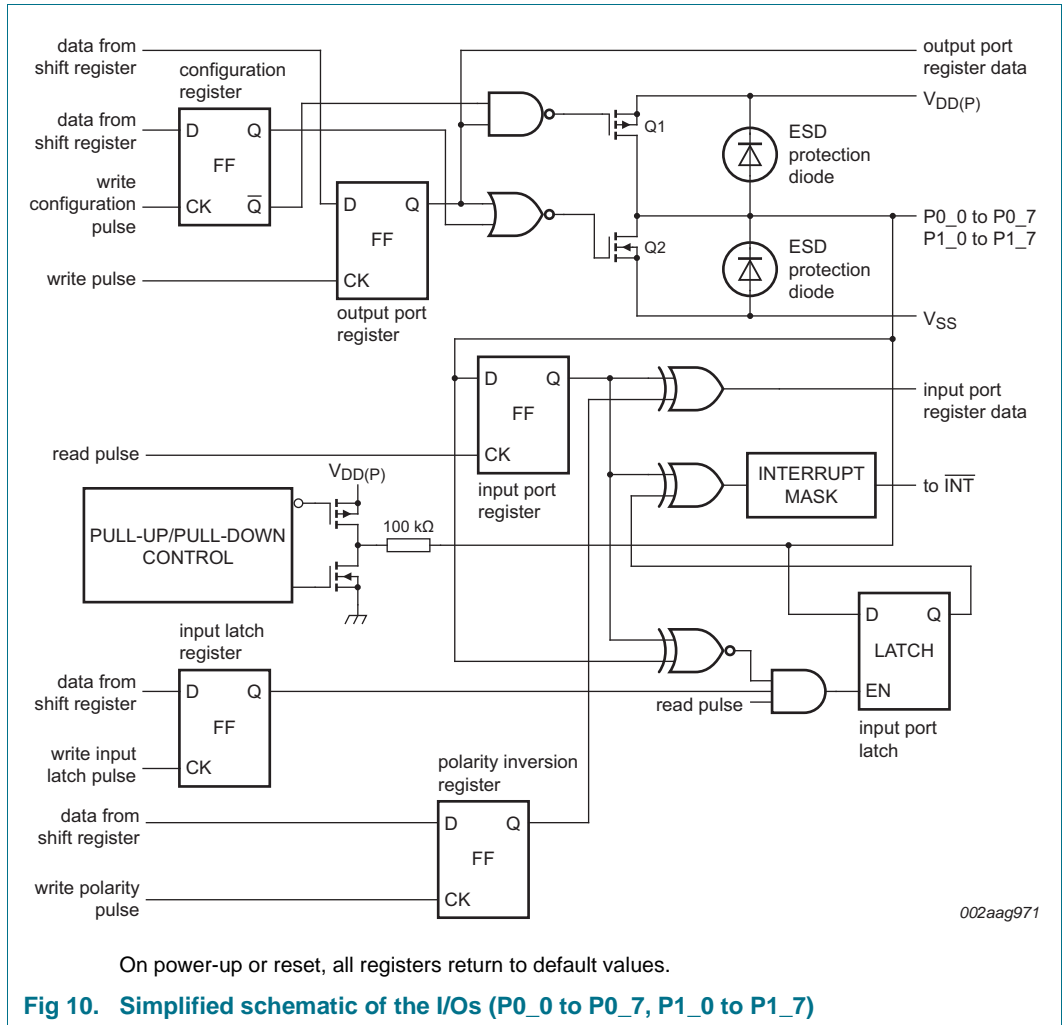 data from
shift register
output port
register data
configuration
register
V_DD(P)
data from
shift register
D Q
FF
CK Q̅
write
configuration
pulse
Q1
ESD
protection
diode
D Q
FF
CK
P0_0 to P0_7
P1_0 to P1_7
Q2
ESD
protection
diode
write pulse
output port
register
V_SS
D Q
FF
CK
input port
register data
read pulse
input port
register
INTERRUPT
MASK
to I̅N̅T̅
V_DD(P)
PULL-UP/PULL-DOWN
CONTROL
100 kΩ
input latch
register
D Q
LATCH
EN
data from
shift register
D Q
FF
CK
read pulse
input port
latch
write input
latch pulse
polarity inversion
register
data from
shift register
D Q
FF
CK
write polarity
pulse
002aag971
On power-up or reset, all registers return to default values.
Fig 10. Simplified schematic of the I/Os (P0_0 to P0_7, P1_0 to P1_7)